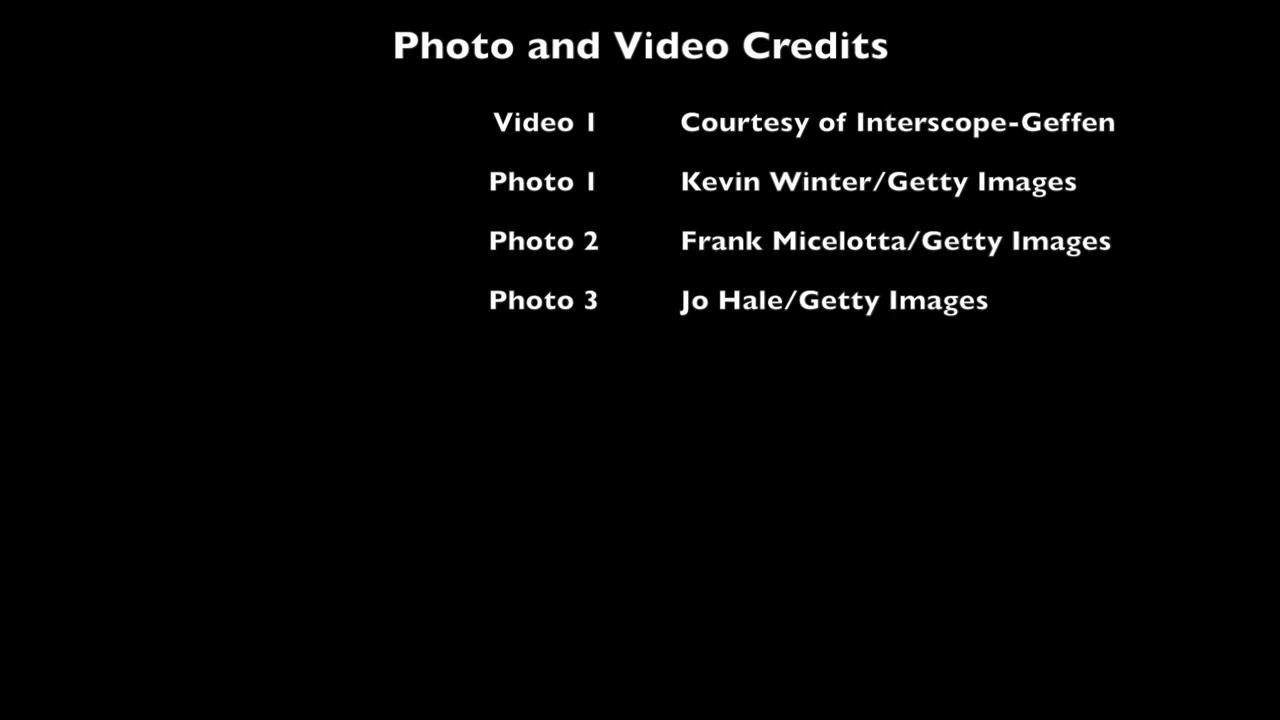 Photo and Video Credits
Video 1 Courtesy of Interscope-Geffen
Photo 1 Kevin Winter/Getty Images
Photo 2 Frank Micelotta/Getty Images
Photo 3 Jo Hale/Getty Images